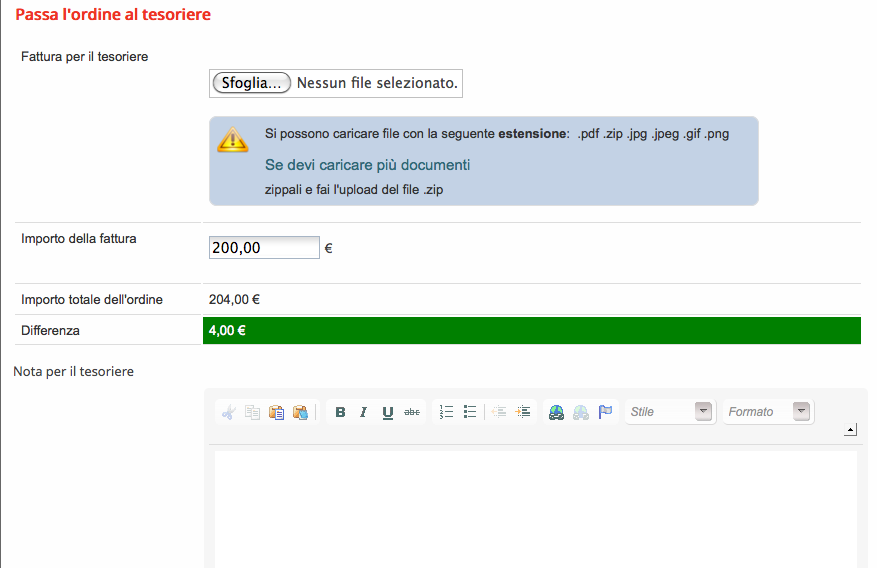 Passa l'ordine al tesoriere
Fattura per il tesoriere
Sfoglia... Nessun file selezionato.
Si possono caricare file con la seguente estensione: .pdf .zip .jpg .jpeg .gif .png
Se devi caricare più documenti
zippali e fai l'upload del file .zip
Importo della fattura
200,00 €
Importo totale dell'ordine 204,00 €
Differenza 4,00 €
Nota per il tesoriere
B I U abc Stile Formato